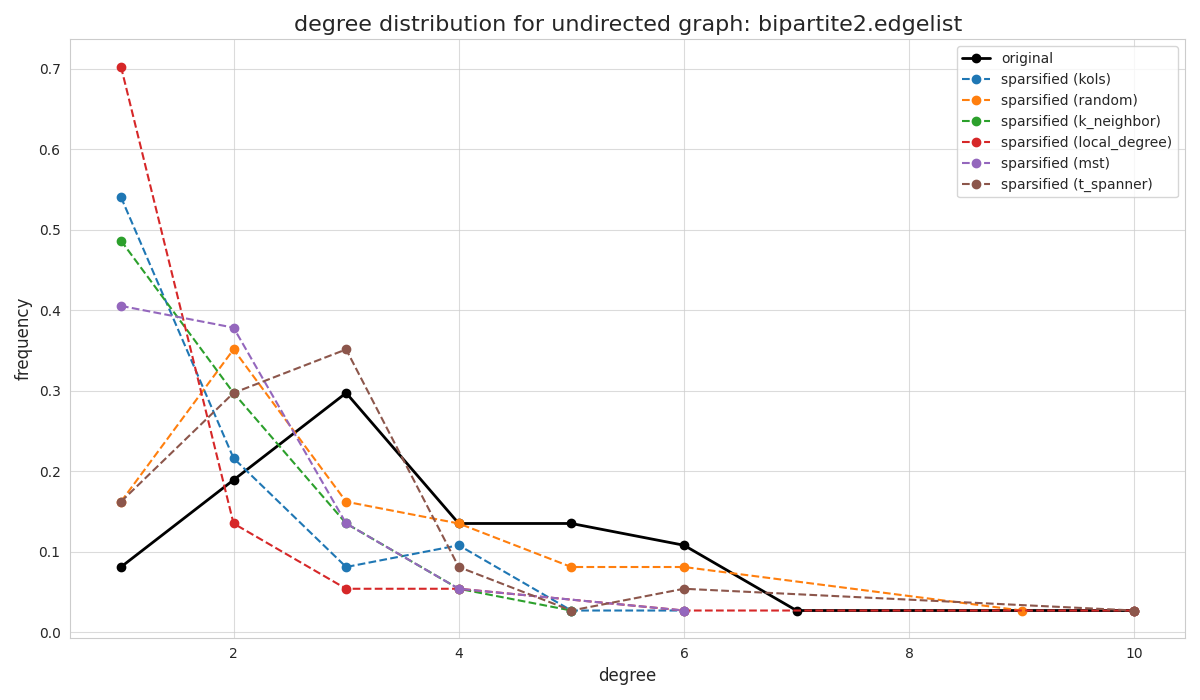 degree distribution for undirected graph: bipartite2.edgelist
original
sparsified (kols)
sparsified (random)
sparsified (k_neighbor)
sparsified (local_degree)
sparsified (mst)
sparsified (t_spanner)
frequency
0.7
0.6
0.5
0.4
0.3
0.2
0.1
0.0
2 4 6 8 10
degree